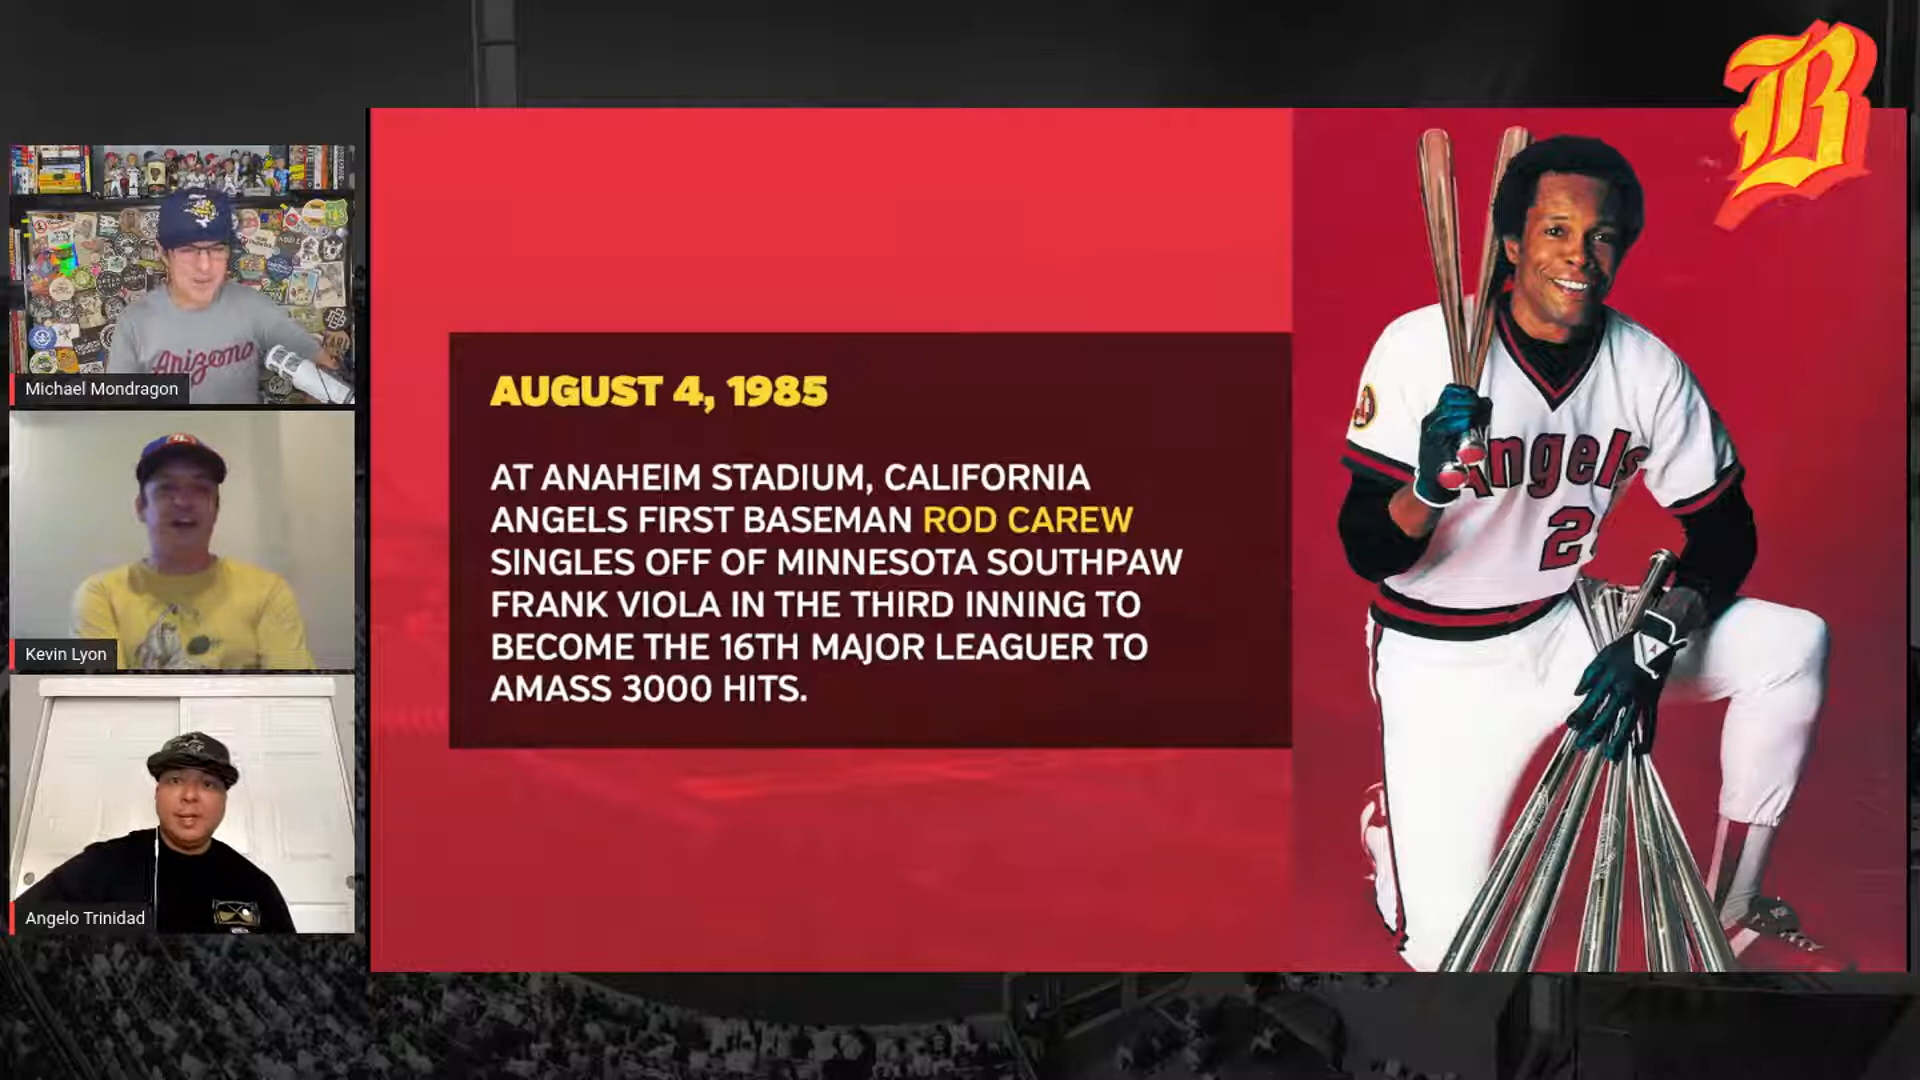 B
Arizona
Michael Mondragon
Kevin Lyon
Angelo Trinidad
AUGUST 4, 1985
AT ANAHEIM STADIUM, CALIFORNIA
ANGELS FIRST BASEMAN ROD CAREW
SINGLES OFF OF MINNESOTA SOUTHPAW
FRANK VIOLA IN THE THIRD INNING TO
BECOME THE 16TH MAJOR LEAGUER TO
AMASS 3000 HITS.
Angels
2